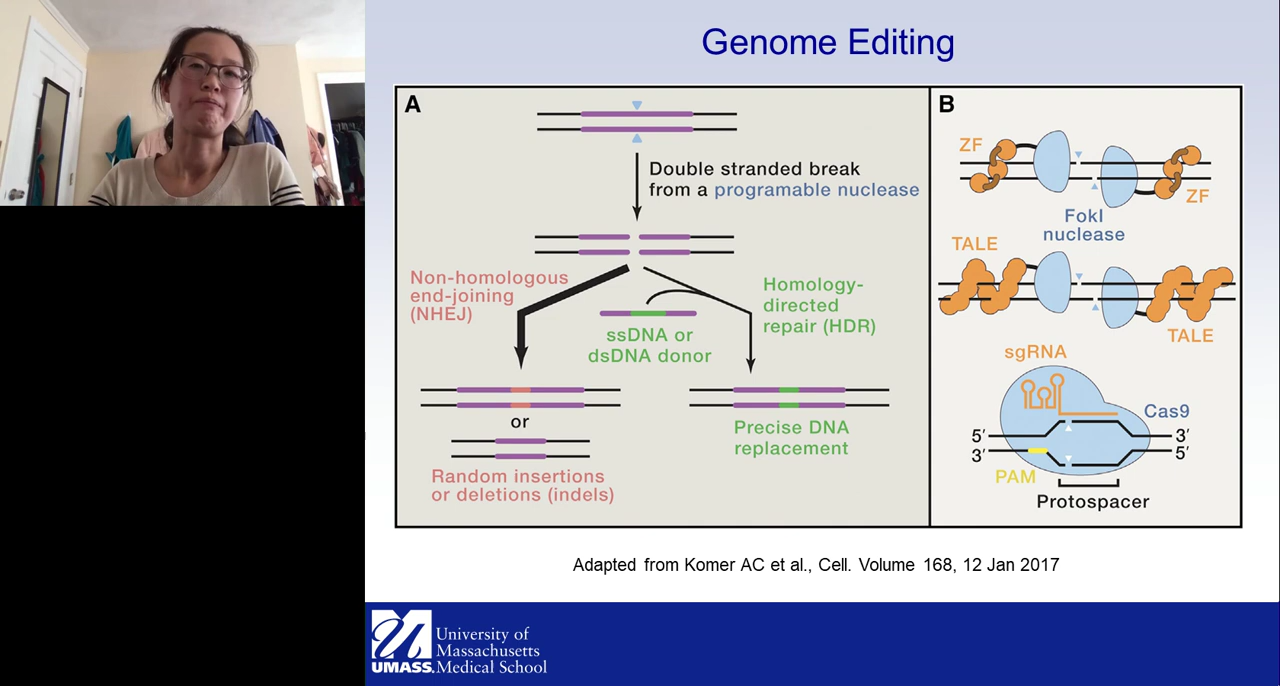 Genome Editing
A
Double stranded break
from a programable nuclease
Non-homologous
end-joining
(NHEJ)
ssDNA or
dsDNA donor
Homology-
directed
repair (HDR)
or
Random insertions
or deletions (indels)
Precise DNA
replacement
B
ZF
ZF
FokI
nuclease
TALE
TALE
sgRNA
Cas9
5′
3′
3′
5′
PAM
Protospacer
Adapted from Komer AC et al., Cell. Volume 168, 12 Jan 2017
UMASS.
University of
Massachusetts
Medical School